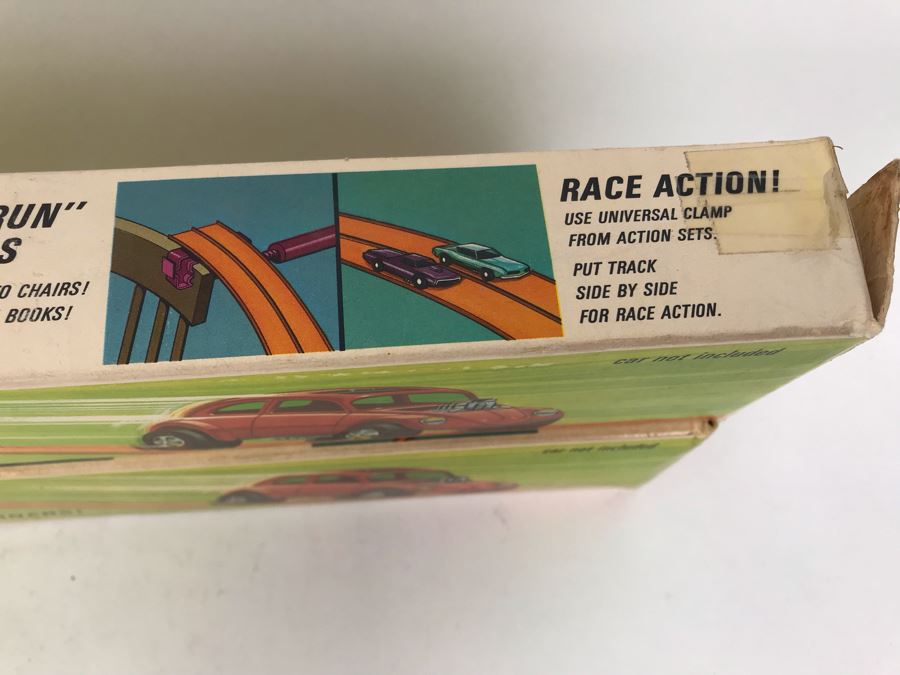 RUN"
S
TO CHAIRS!
BOOKS!
RACE ACTION!
USE UNIVERSAL CLAMP
FROM ACTION SETS.
PUT TRACK
SIDE BY SIDE
FOR RACE ACTION.
car not included
car not included